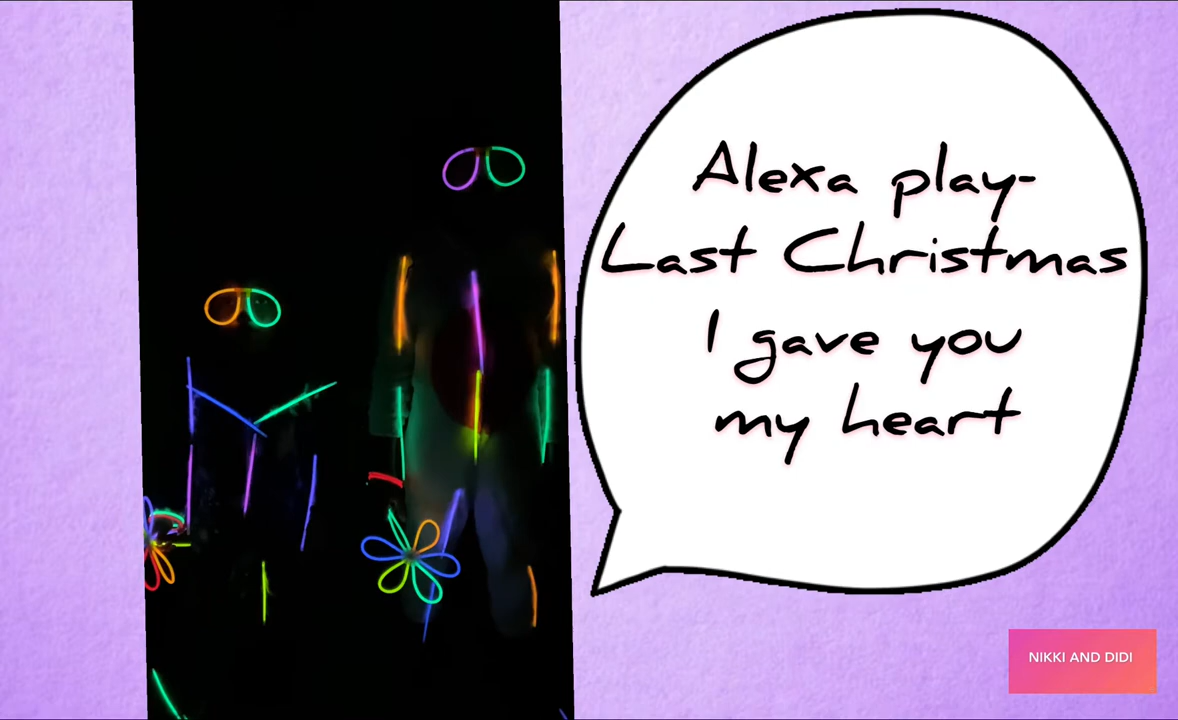 Alexa play-
Last Christmas
I gave you
my heart
NIKKI AND DIDI